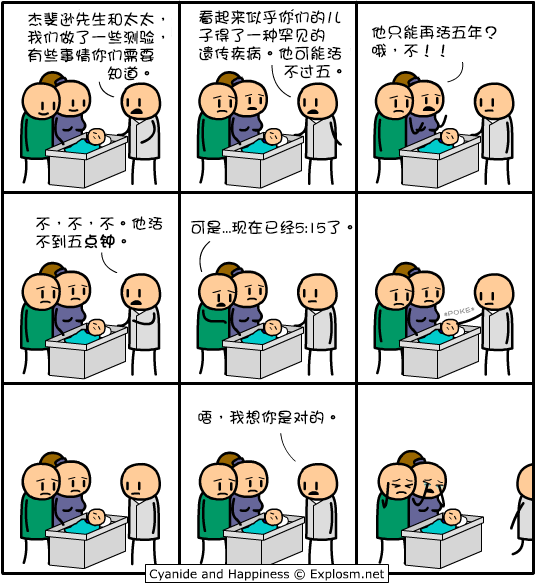 杰斐逊先生和太太，
我们做了一些测验，
有些事情你们需要
知道。
看起来似乎你们的儿
子得了一种罕见的
遗传疾病。他可能活
不过五。
他只能再活五年？
哦，不！！
不，不，不。他活
不到五点钟。
可是...现在已经5:15了。
*POKE*
唔，我想你是对的。
Cyanide and Happiness © Explosm.net